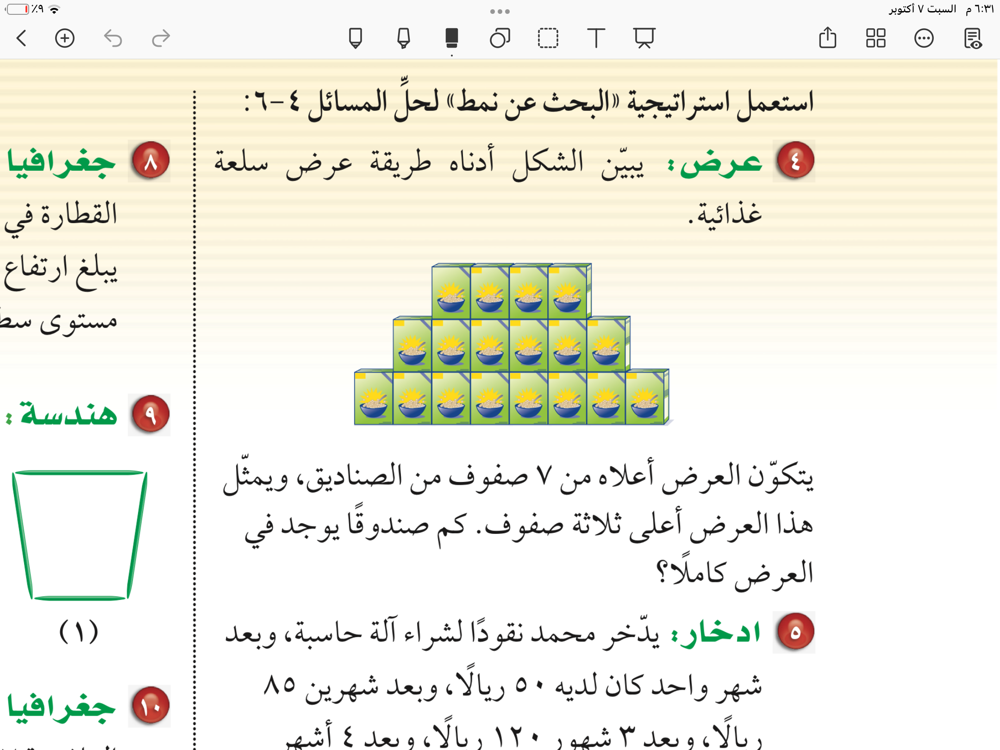 ٦:٣١ م السبت ٧ أكتوبر
٩٪
استعمل استراتيجية «البحث عن نمط» لحلِّ المسائل ٤-٦:
٤ عرض: يبيّن الشكل أدناه طريقة عرض سلعة
غذائية.
يتكوّن العرض أعلاه من ٧ صفوف من الصناديق، ويمثّل
هذا العرض أعلى ثلاثة صفوف. كم صندوقًا يوجد في
العرض كاملًا؟
٥ ادخار: يدّخر محمد نقودًا لشراء آلة حاسبة، وبعد
شهر واحد كان لديه ٥٠ ريالًا، وبعد شهرين ٨٥
ريالًا، وبعد ٣ شهور ١٢٠ ريالًا، وبعد ٤ أشهر
٨ جغرافيا
القطارة في
يبلغ ارتفاع
مستوى
٩ هندسة:
(١)
١٠ جغرافيا